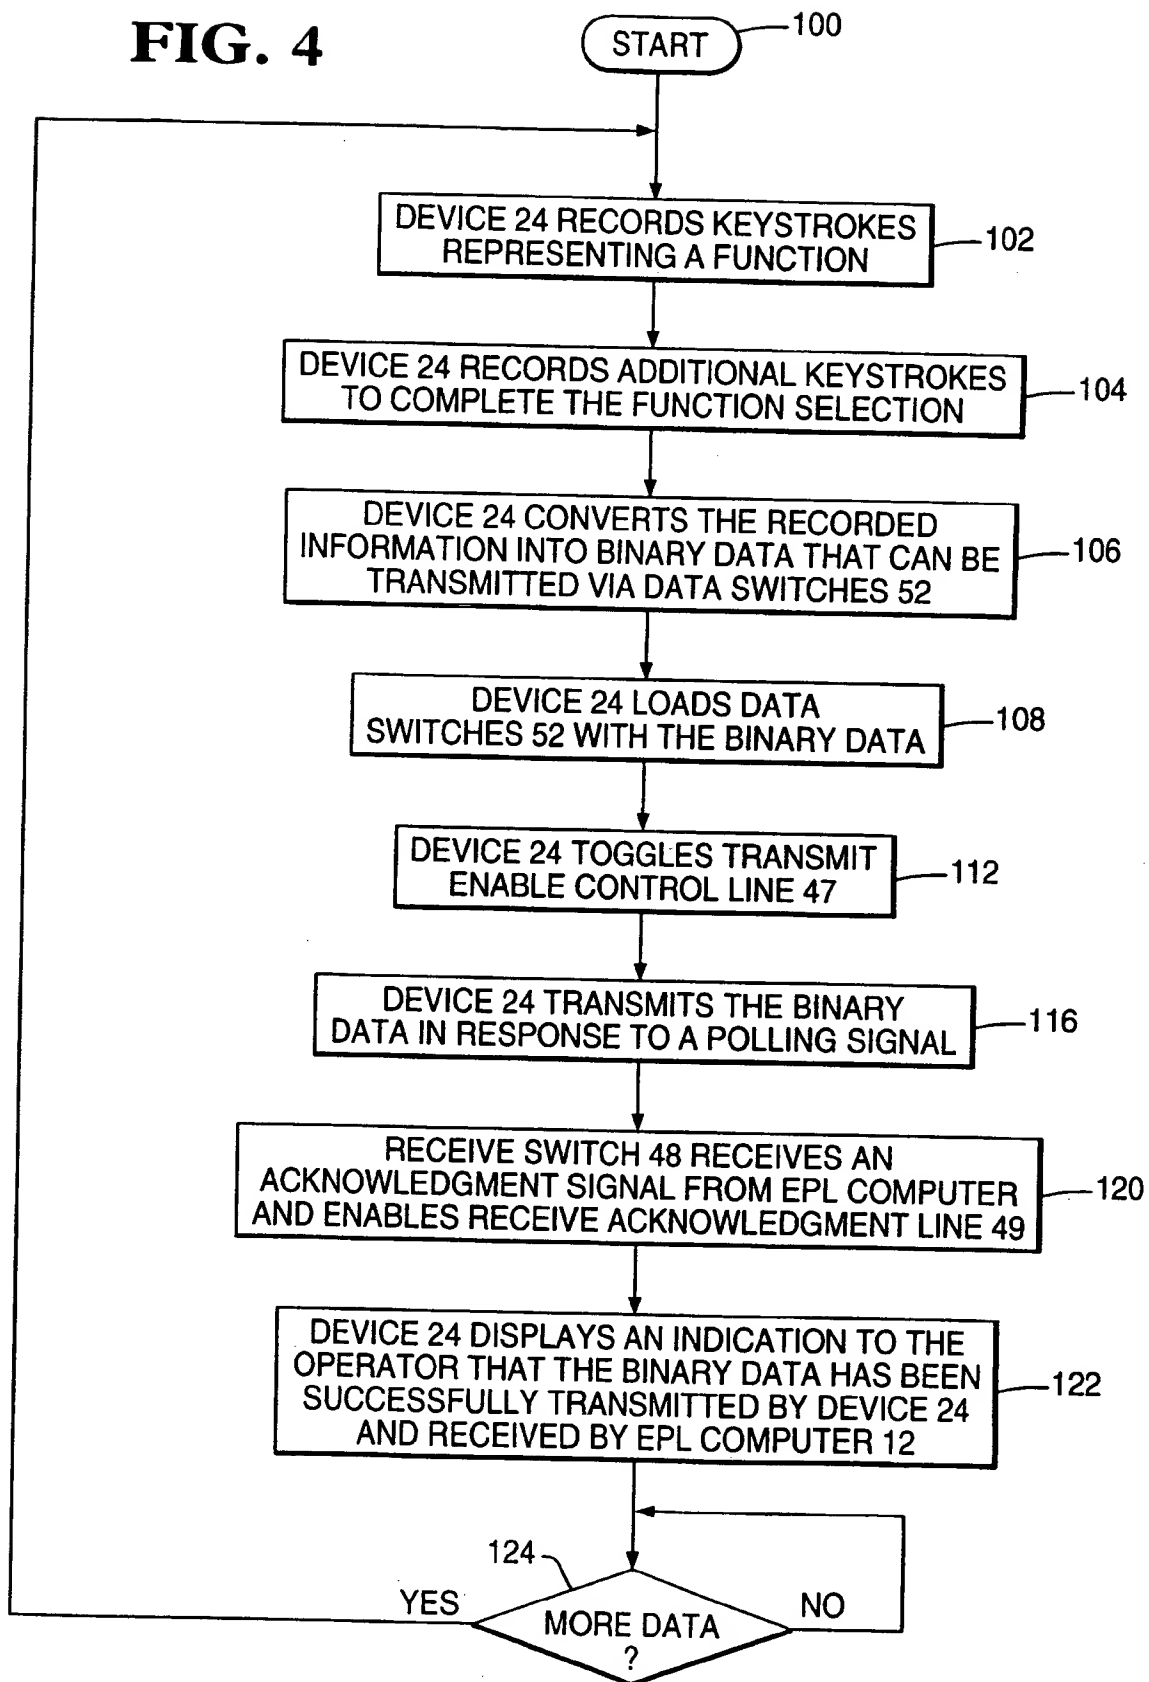 FIG. 4
START
100
DEVICE 24 RECORDS KEYSTROKES
REPRESENTING A FUNCTION
102
DEVICE 24 RECORDS ADDITIONAL KEYSTROKES
TO COMPLETE THE FUNCTION SELECTION
104
DEVICE 24 CONVERTS THE RECORDED
INFORMATION INTO BINARY DATA THAT CAN BE
TRANSMITTED VIA DATA SWITCHES 52
106
DEVICE 24 LOADS DATA
SWITCHES 52 WITH THE BINARY DATA
108
DEVICE 24 TOGGLES TRANSMIT
ENABLE CONTROL LINE 47
112
DEVICE 24 TRANSMITS THE BINARY
DATA IN RESPONSE TO A POLLING SIGNAL
116
RECEIVE SWITCH 48 RECEIVES AN
ACKNOWLEDGMENT SIGNAL FROM EPL COMPUTER
AND ENABLES RECEIVE ACKNOWLEDGMENT LINE 49
120
DEVICE 24 DISPLAYS AN INDICATION TO THE
OPERATOR THAT THE BINARY DATA HAS BEEN
SUCCESSFULLY TRANSMITTED BY DEVICE 24
AND RECEIVED BY EPL COMPUTER 12
122
124
YES
NO
MORE DATA
?